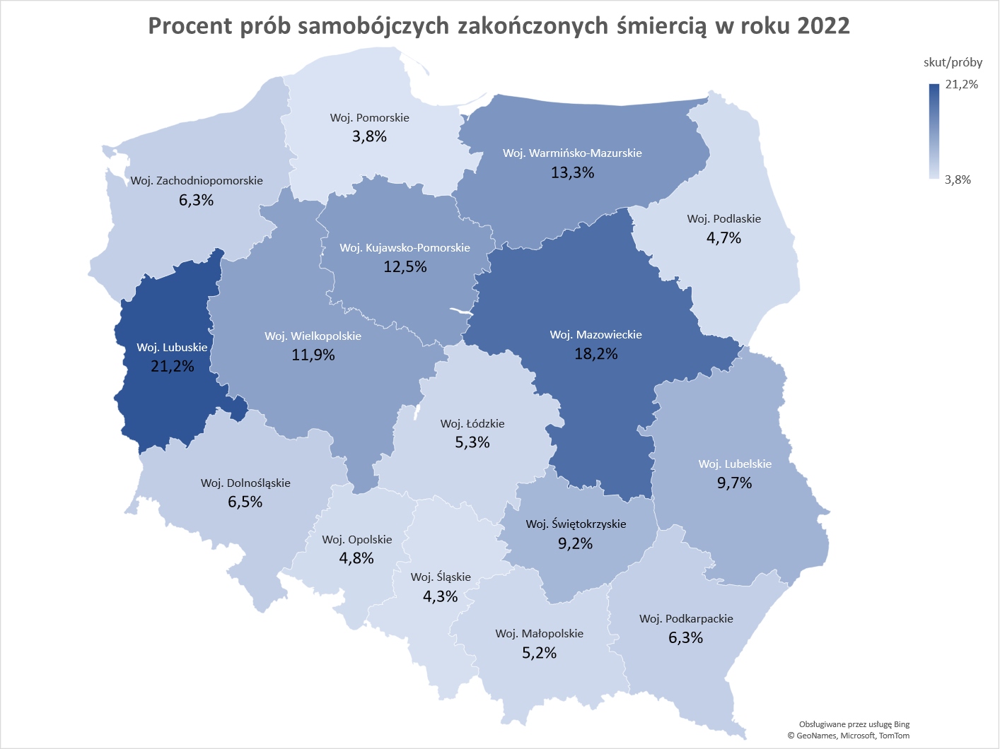 Procent prób samobójczych zakończonych śmiercią w roku 2022
skut/próby
21,2%
3,8%
Woj. Pomorskie
3,8%
Woj. Warmińsko-Mazurskie
13,3%
Woj. Zachodniopomorskie
6,3%
Woj. Podlaskie
4,7%
Woj. Kujawsko-Pomorskie
12,5%
Woj. Wielkopolskie
11,9%
Woj. Mazowieckie
18,2%
Woj. Lubuskie
21,2%
Woj. Łódzkie
5,3%
Woj. Lubelskie
9,7%
Woj. Dolnośląskie
6,5%
Woj. Świętokrzyskie
9,2%
Woj. Opolskie
4,8%
Woj. Śląskie
4,3%
Woj. Podkarpackie
6,3%
Woj. Małopolskie
5,2%
Obsługiwane przez usługę Bing
© GeoNames, Microsoft, TomTom